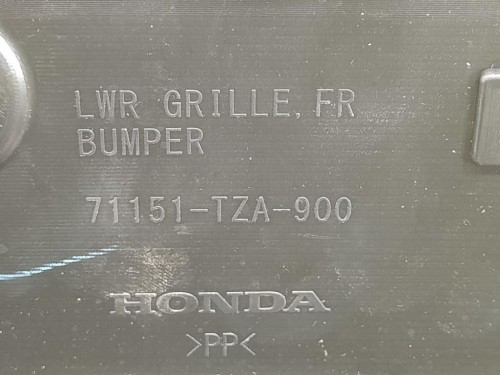 LWR GRILLE, FR
BUMPER
71151-TZA-900
HONDA
>PP<